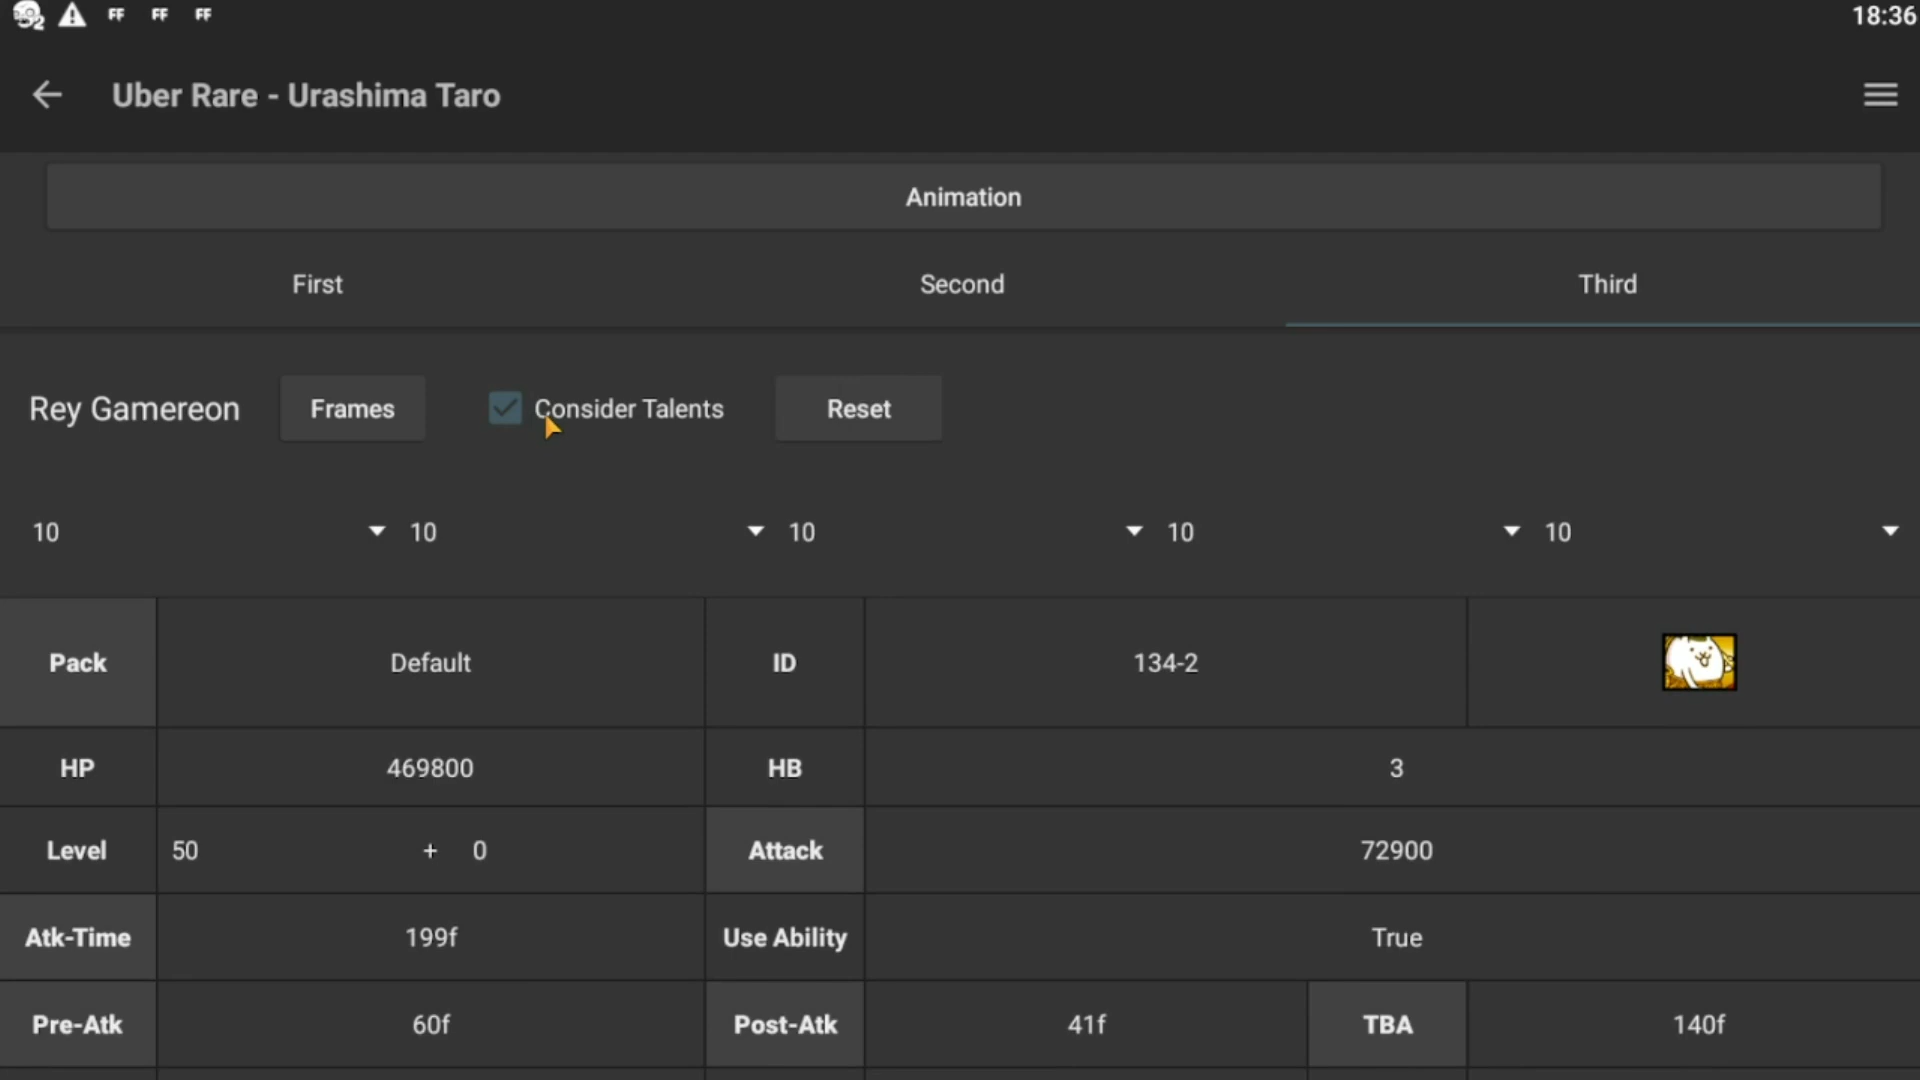 FF FF FF 18:36
Uber Rare - Urashima Taro
Animation
First Second Third
Rey Gamereon Frames Consider Talents Reset
10 10 10 10 10
Pack Default ID 134-2
HP 469800 HB 3
Level 50 + 0 Attack 72900
Atk-Time 199f Use Ability True
Pre-Atk 60f Post-Atk 41f TBA 140f